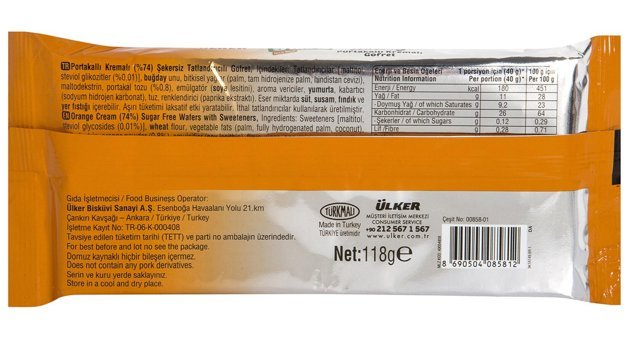 PORTAKALLI KREMALI
Gofret
TR Portakallı Kremalı (%74) Şekersiz Tatlandırıcılı Gofret, İçindekiler: Tatlandırıcılar [maltitol,
steviol glikozitler (%0,01)], buğday unu, bitkisel yağlar (palm, tam hidrojenize palm, hindistan cevizi),
maltodekstrin, portakal tozu (%0,8), emülgatör (soya lesitini), aroma vericiler, yumurta, kabartıcı
(sodyum hidrojen karbonat), tuz, renklendirici (paprika ekstraktı). Eser miktarda süt, susam, fındık ve
yer fıstığı içerebilir. Aşırı tüketimi laksatif etki yaratabilir. Tatlandırıcılar kullanılarak üretilmiştir.
EN Orange Cream (74%) Sugar Free Wafers with Sweeteners, Ingredients: Sweeteners [maltitol,
steviol glycosides (0,01%)], wheat flour, vegetable fats (palm, fully hydrogenated palm, coconut),
Enerji ve Besin Öğeleri 1 porsiyon için (40 g)* 100 g için
Nutrition Information Per portion (40 g)* Per 100 g
Enerji / Energy kcal 180 451
Yağ / Fat g 11 28
Doymuş Yağ / of which Saturates g 9.2 23
Karbonhidrat / Carbohydrate g 26 64
Şekerler / of which Sugars g 0,12 0,29
Lif /Fibre g 0,28 0,71
Gıda İşletmecisi / Food Business Operator:
Ülker Bisküvi Sanayi A.Ş. Esenboğa Havaalanı Yolu 21.km
Çankırı Kavşağı – Ankara / Türkiye / Turkey
İşletme Kayıt No: TR-06-K-000408
Tavsiye edilen tüketim tarihi (TETT) ve parti no ambalajın üzerindedir.
For best before and lot no see the package.
Domuz kaynaklı hiçbir bileşen içermez.
Does not contain any pork derivatives.
Serin ve kuru yerde saklayınız.
Store in a cool and dry place.
TÜRKMALI
Made in Turkey
TÜRKİYE üretimidir
ÜLKER
MÜŞTERİ İLETİŞİM MERKEZİ
CONSUMER SERVICE
+90 212 567 1 567
www.ulker.com.tr
Net:118g℮
Çeşit No: 00858-01
8 690504 085812